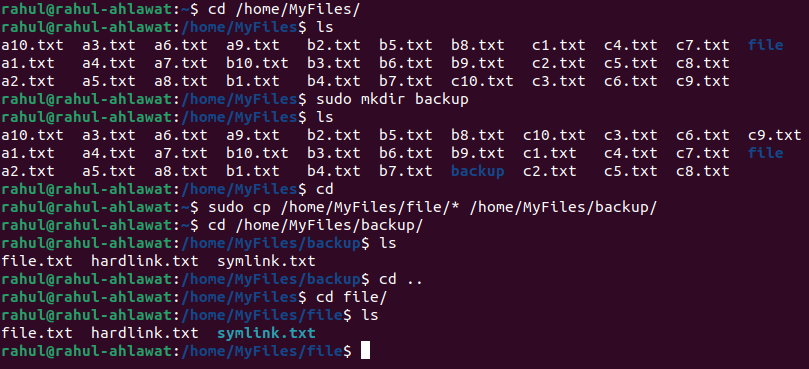 rahul@rahul-ahlawat:~$ cd /home/MyFiles/
rahul@rahul-ahlawat:/home/MyFiles$ ls
a10.txt  a3.txt  a6.txt  a9.txt   b2.txt  b5.txt  b8.txt   c1.txt  c4.txt  c7.txt  file
a1.txt   a4.txt  a7.txt  b10.txt  b3.txt  b6.txt  b9.txt   c2.txt  c5.txt  c8.txt
a2.txt   a5.txt  a8.txt  b1.txt   b4.txt  b7.txt  c10.txt  c3.txt  c6.txt  c9.txt
rahul@rahul-ahlawat:/home/MyFiles$ sudo mkdir backup
rahul@rahul-ahlawat:/home/MyFiles$ ls
a10.txt  a3.txt  a6.txt  a9.txt   b2.txt  b5.txt  b8.txt  c10.txt  c3.txt  c6.txt  c9.txt
a1.txt   a4.txt  a7.txt  b10.txt  b3.txt  b6.txt  b9.txt  c1.txt   c4.txt  c7.txt  file
a2.txt   a5.txt  a8.txt  b1.txt   b4.txt  b7.txt  backup  c2.txt   c5.txt  c8.txt
rahul@rahul-ahlawat:/home/MyFiles$ cd
rahul@rahul-ahlawat:~$ sudo cp /home/MyFiles/file/* /home/MyFiles/backup/
rahul@rahul-ahlawat:~$ cd /home/MyFiles/backup/
rahul@rahul-ahlawat:/home/MyFiles/backup$ ls
file.txt  hardlink.txt  symlink.txt
rahul@rahul-ahlawat:/home/MyFiles/backup$ cd ..
rahul@rahul-ahlawat:/home/MyFiles$ cd file/
rahul@rahul-ahlawat:/home/MyFiles/file$ ls
file.txt  hardlink.txt  symlink.txt
rahul@rahul-ahlawat:/home/MyFiles/file$